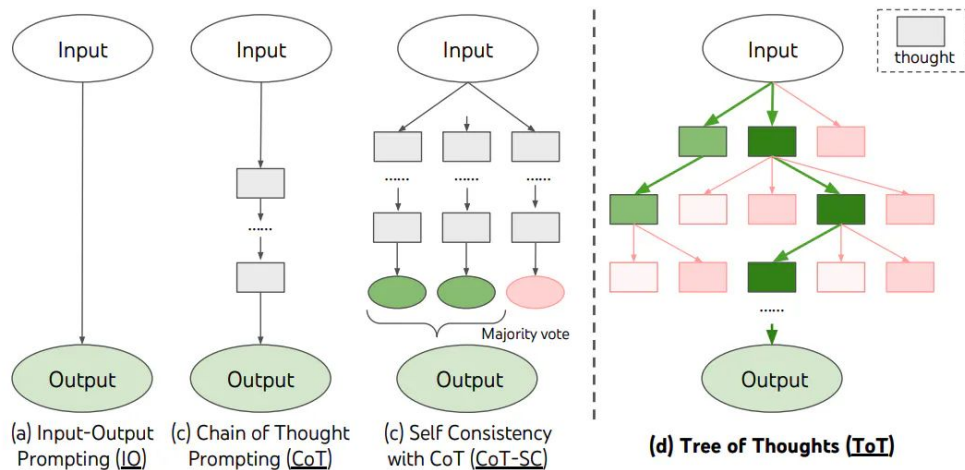 Input
Input
Input
Input
thought
......
......
......
......
......
Majority vote
Output
Output
Output
Output
(a) Input-Output
Prompting (IO)
(c) Chain of Thought
Prompting (CoT)
(c) Self Consistency
with CoT (CoT-SC)
(d) Tree of Thoughts (ToT)